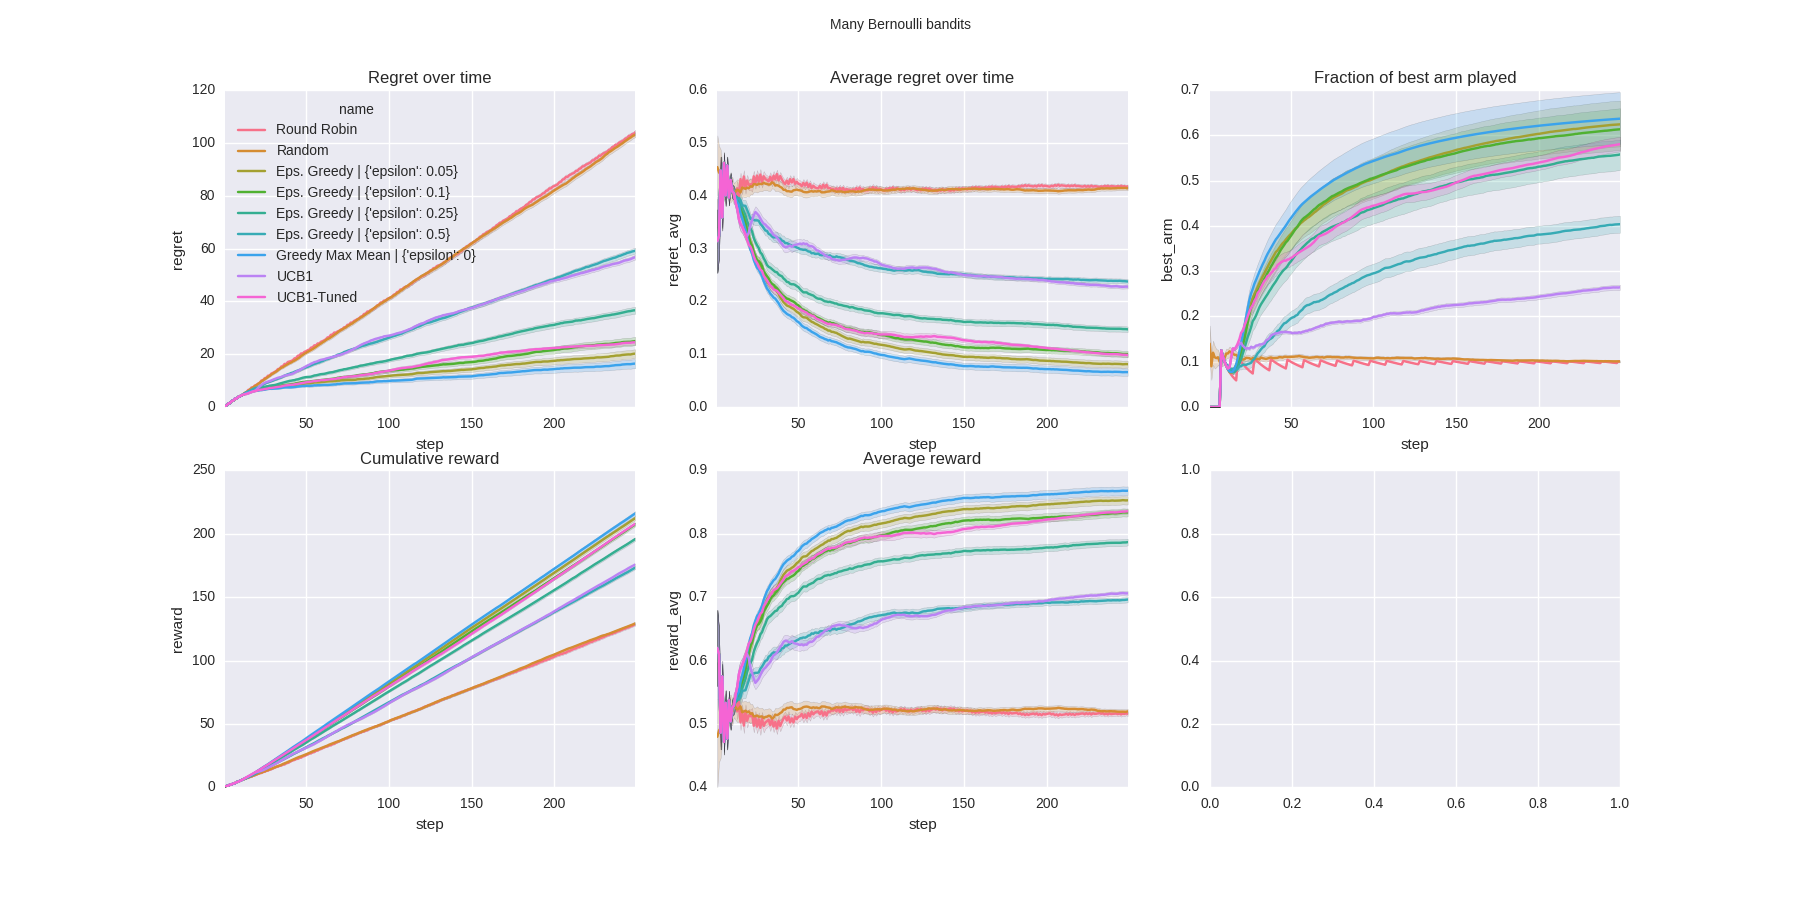 Many Bernoulli bandits
Regret over time
120
100
80
60
40
20
0
regret
name
Round Robin
Random
Eps. Greedy | {'epsilon': 0.05}
Eps. Greedy | {'epsilon': 0.1}
Eps. Greedy | {'epsilon': 0.25}
Eps. Greedy | {'epsilon': 0.5}
Greedy Max Mean | {'epsilon': 0}
UCB1
UCB1-Tuned
50 100 150 200
step
Average regret over time
0.6
0.5
0.4
0.3
0.2
0.1
0.0
regret_avg
50 100 150 200
step
Fraction of best arm played
0.7
0.6
0.5
0.4
0.3
0.2
0.1
0.0
best_arm
50 100 150 200
step
Cumulative reward
250
200
150
100
50
0
reward
50 100 150 200
step
Average reward
0.9
0.8
0.7
0.6
0.5
0.4
reward_avg
50 100 150 200
step
1.0
0.8
0.6
0.4
0.2
0.0
0.0 0.2 0.4 0.6 0.8 1.0